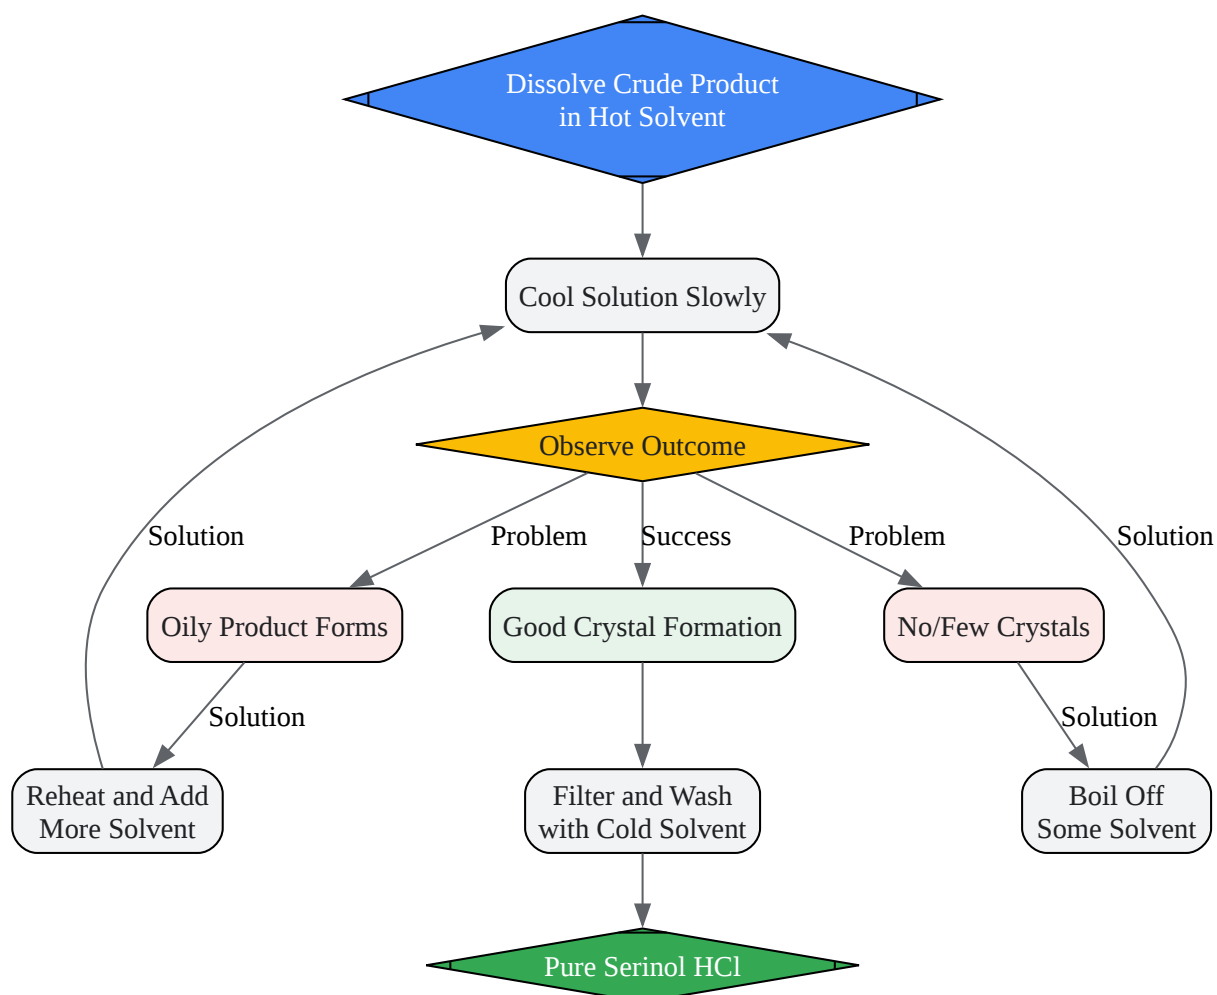 Dissolve Crude Product
in Hot Solvent
Cool Solution Slowly
Observe Outcome
Solution
Problem
Success
Problem
Solution
Oily Product Forms
Good Crystal Formation
No/Few Crystals
Solution
Solution
Reheat and Add
More Solvent
Filter and Wash
with Cold Solvent
Boil Off
Some Solvent
Pure Serinol HCl